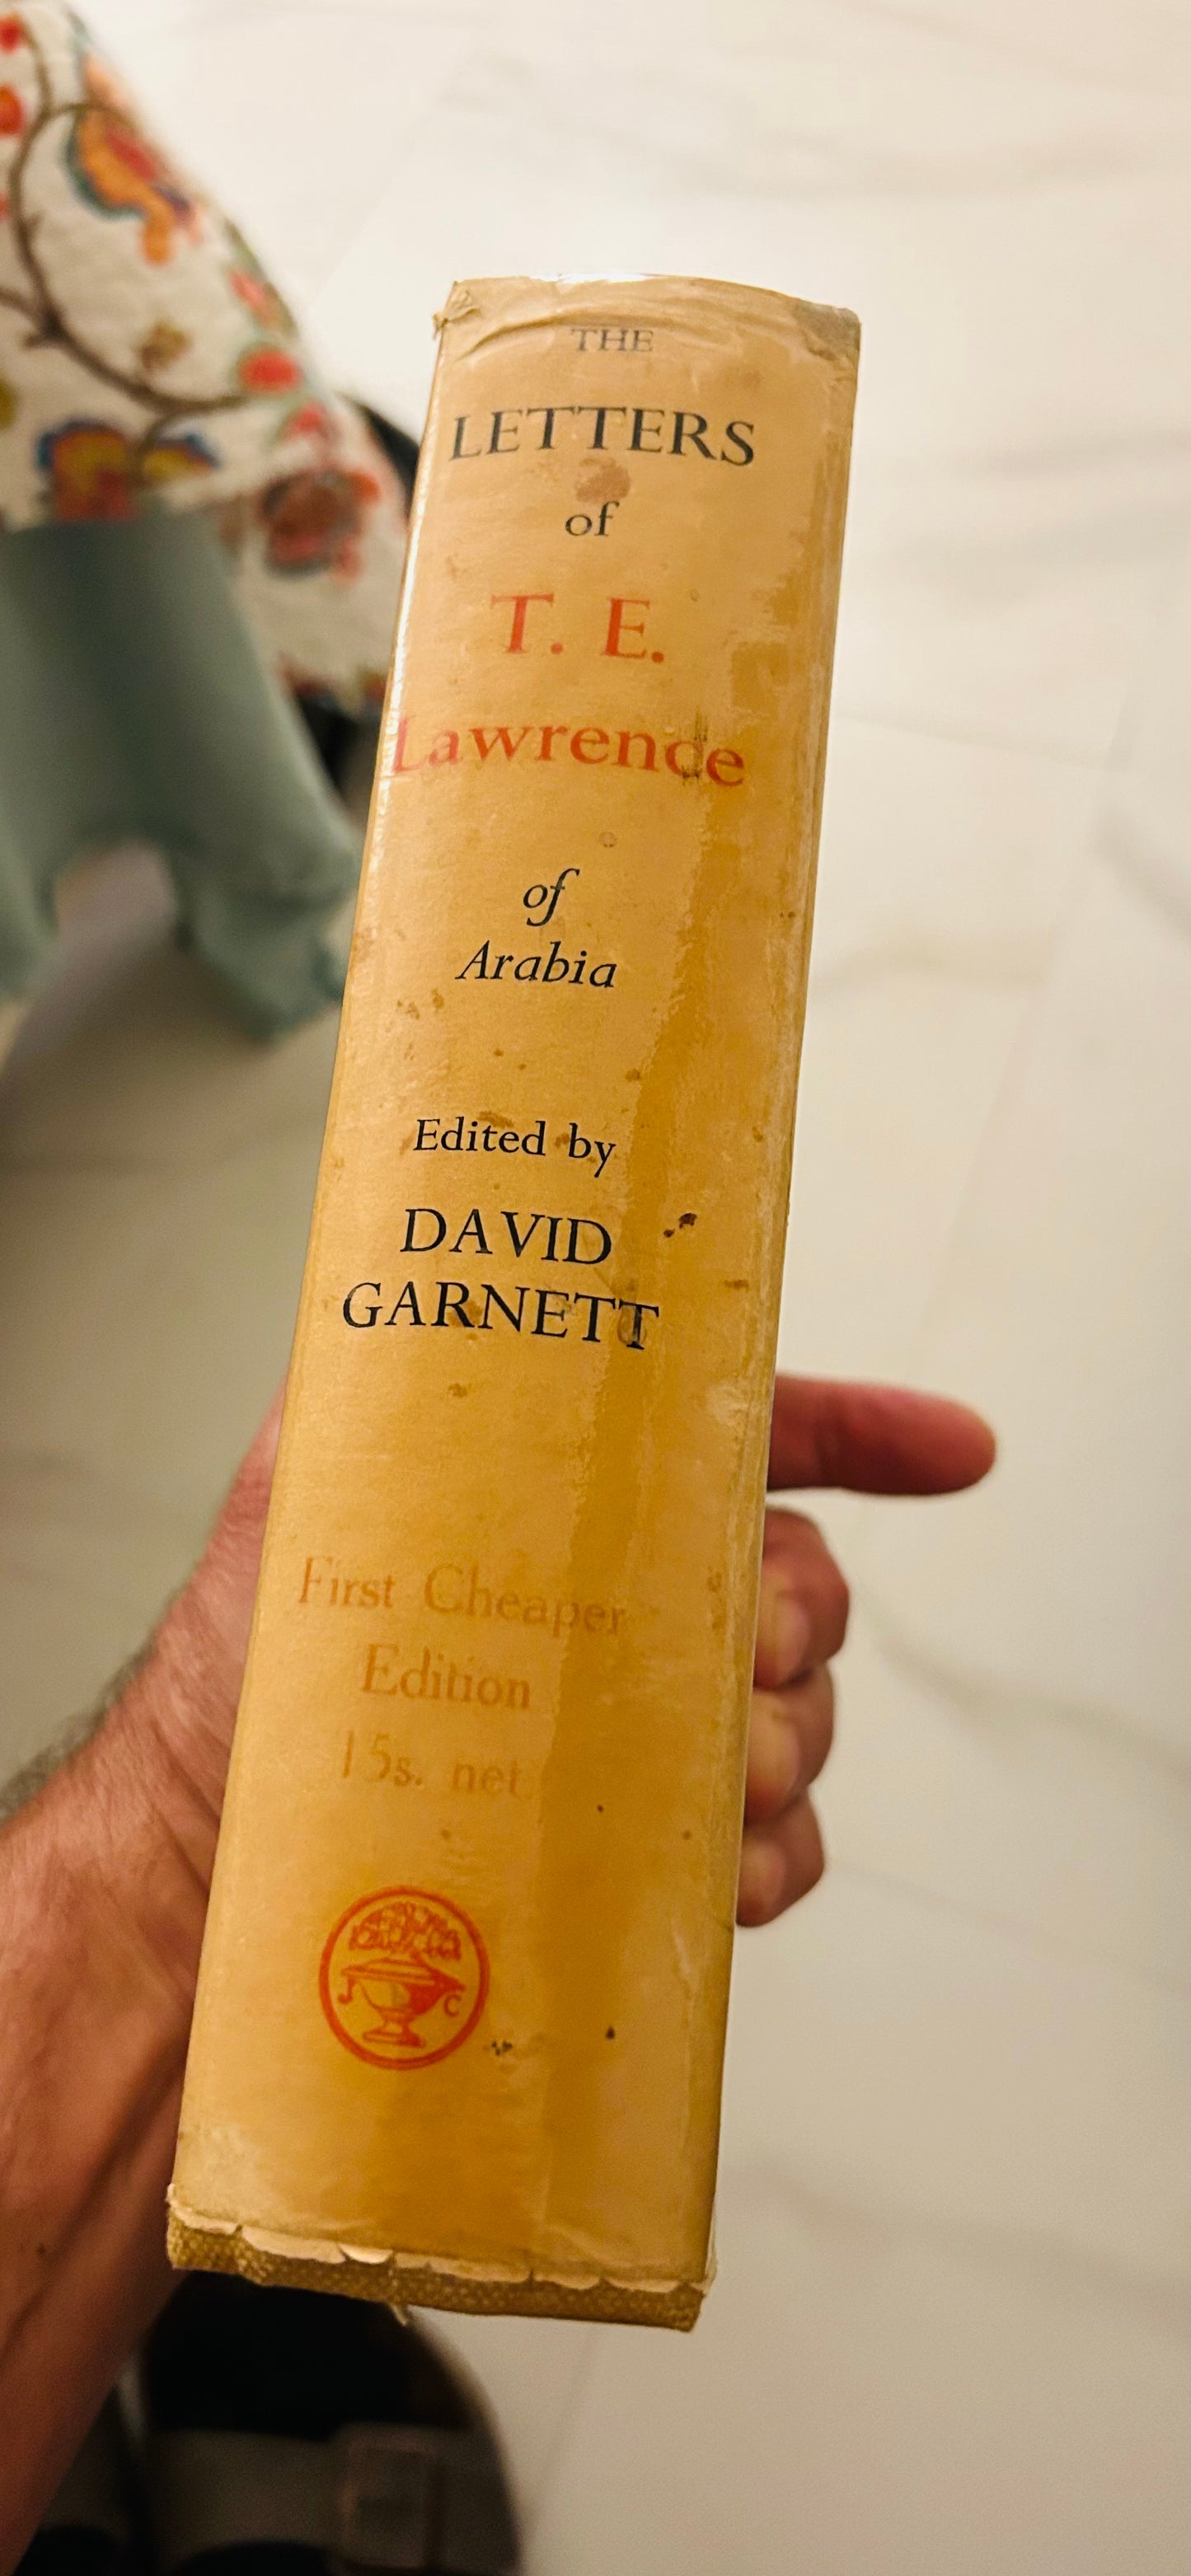 THE
LETTERS
of
T. E.
Lawrence
of
Arabia
Edited by
DAVID
GARNETT
First Cheaper
Edition
15s. net
J C